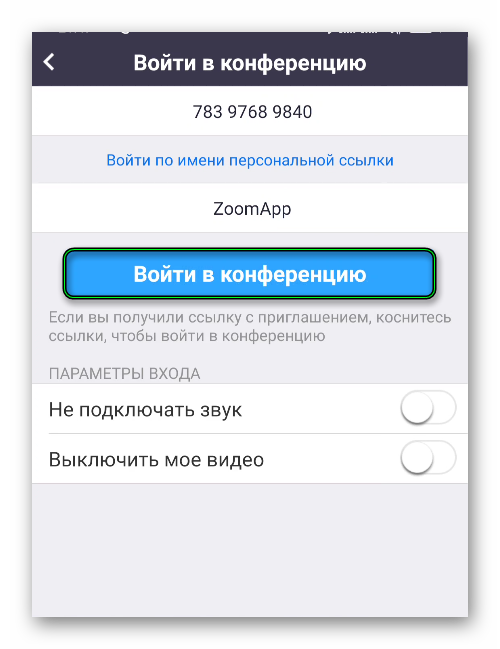 Войти в конференцию
783 9768 9840
Войти по имени персональной ссылки
ZoomApp
Войти в конференцию
Если вы получили ссылку с приглашением, коснитесь
ссылки, чтобы войти в конференцию
ПАРАМЕТРЫ ВХОДА
Не подключать звук
Выключить мое видео